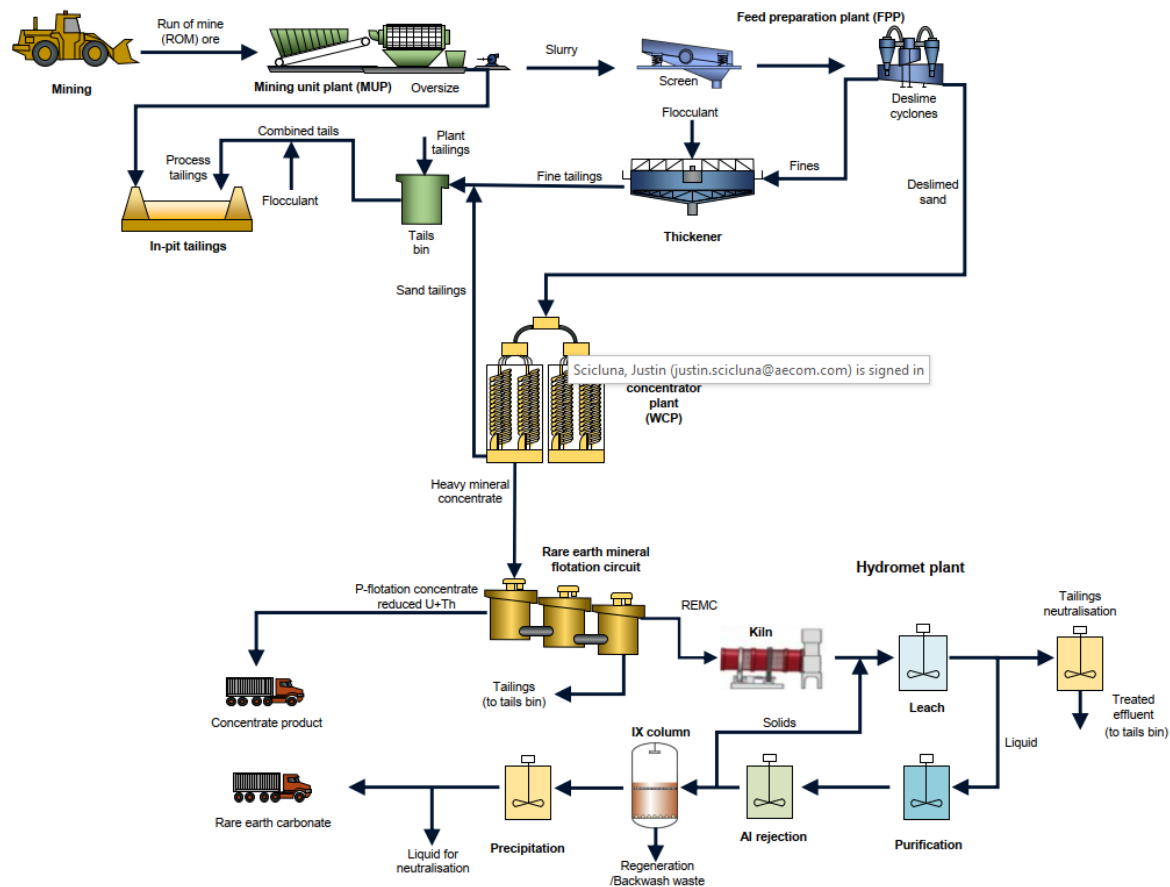 Run of mine
(ROM) ore
Mining
Mining unit plant (MUP)
Oversize
Slurry
Feed preparation plant (FPP)
Screen
Deslime
cyclones
Flocculant
Combined tails
Plant
tailings
Process
tailings
Flocculant
In-pit tailings
Tails
bin
Fine tailings
Fines
Thickener
Deslimed
sand
Sand tailings
Scicluna, Justin (justin.scicluna@aecom.com) is signed in
concentrator
plant
(WCP)
Heavy mineral
concentrate
Rare earth mineral
flotation circuit
P-flotation concentrate
reduced U+Th
REMC
Hydromet plant
Kiln
Tailings
neutralisation
Concentrate product
Tailings
(to tails bin)
Leach
Treated
effluent
(to tails bin)
Solids
Liquid
IX column
Rare earth carbonate
Precipitation
Al rejection
Purification
Liquid for
neutralisation
Regeneration
/Backwash waste